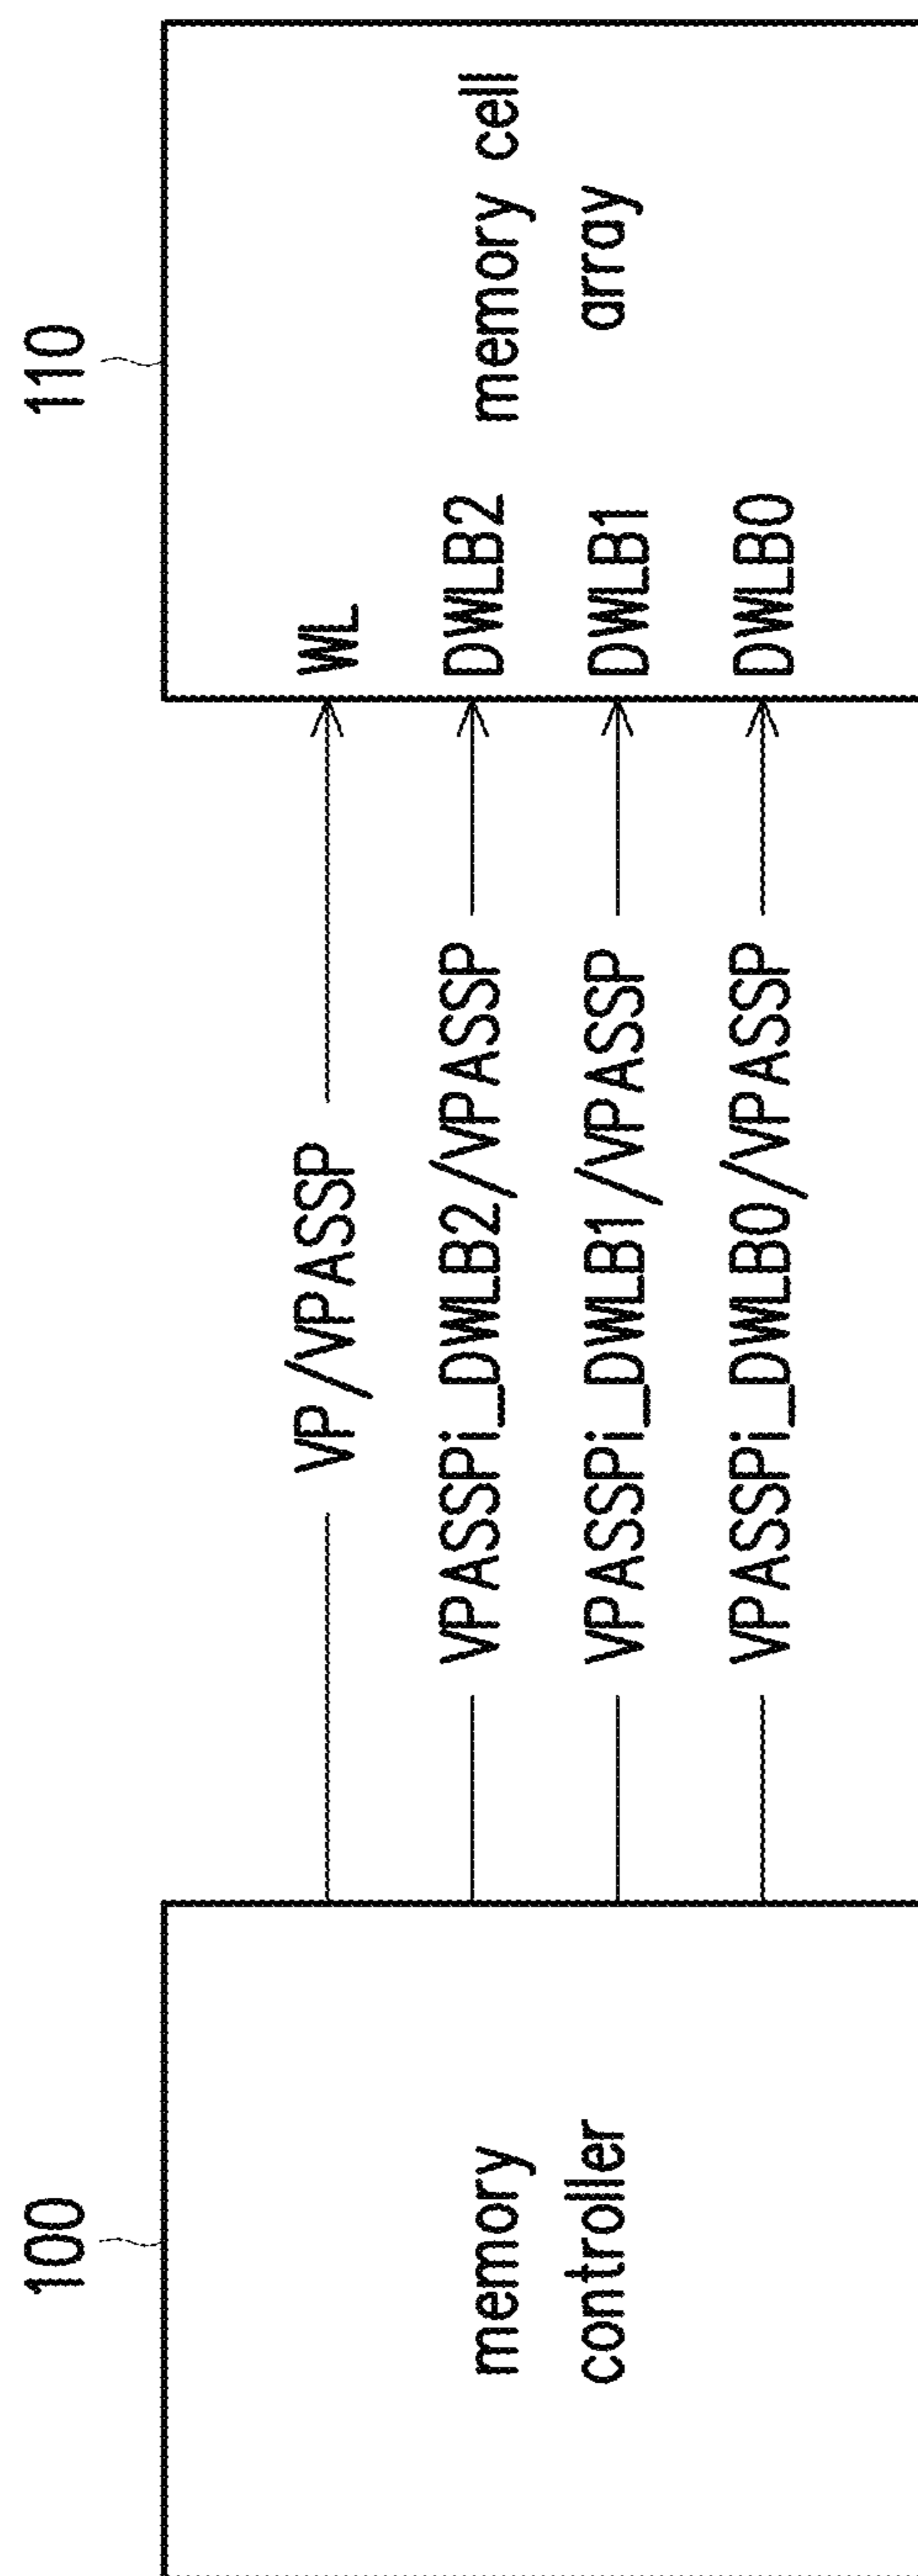 100
110
memory
controller
VP/VPASSP
VPASSPi_DWLB2/VPASSP
VPASSPi_DWLB1/VPASSP
VPASSPi_DWLB0/VPASSP
WL
DWLB2
DWLB1
DWLB0
memory cell
array